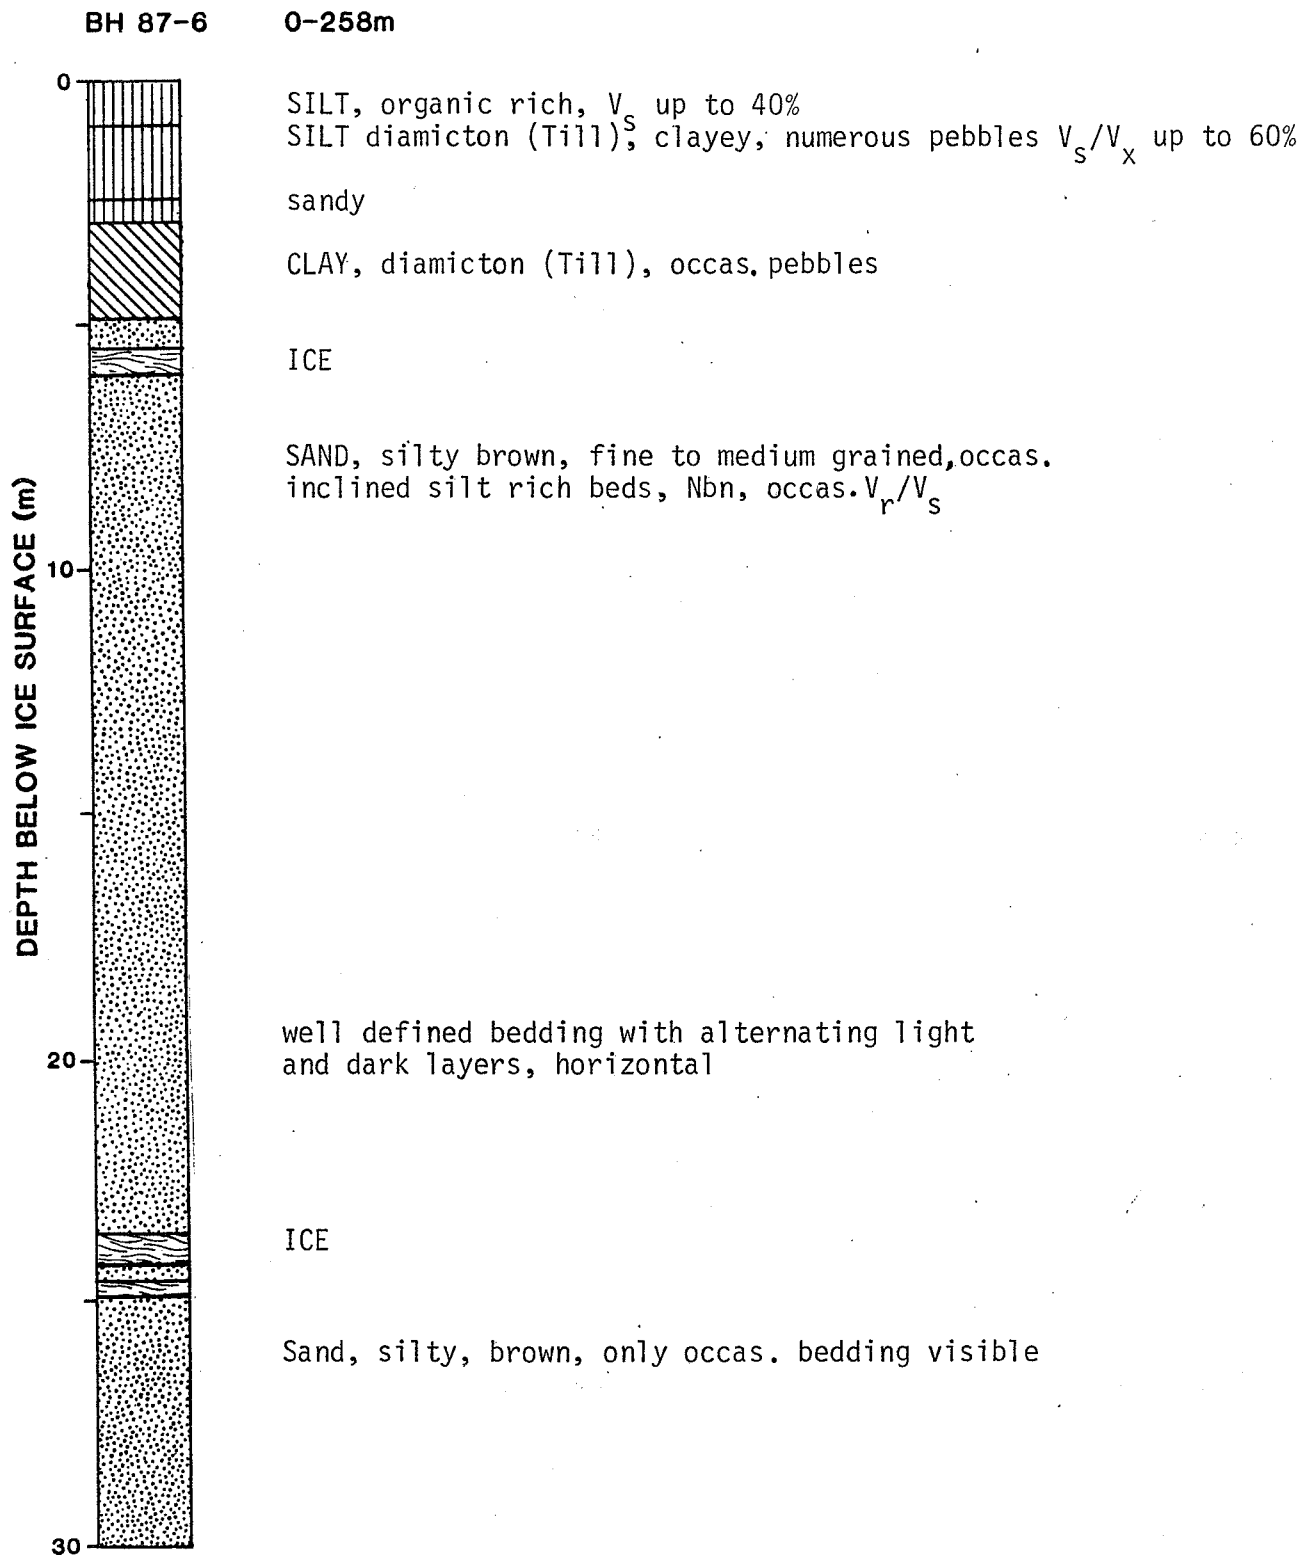 BH 87-6 0-258m
0
SILT, organic rich, Vs up to 40%
SILT diamicton (Till), clayey, numerous pebbles Vs/Vx up to 60%
sandy
CLAY, diamicton (Till), occas. pebbles
ICE
SAND, silty brown, fine to medium grained, occas.
inclined silt rich beds, Nbn, occas. Vr/Vs
DEPTH BELOW ICE SURFACE (m)
10
well defined bedding with alternating light
and dark layers, horizontal
20
ICE
Sand, silty, brown, only occas. bedding visible
30